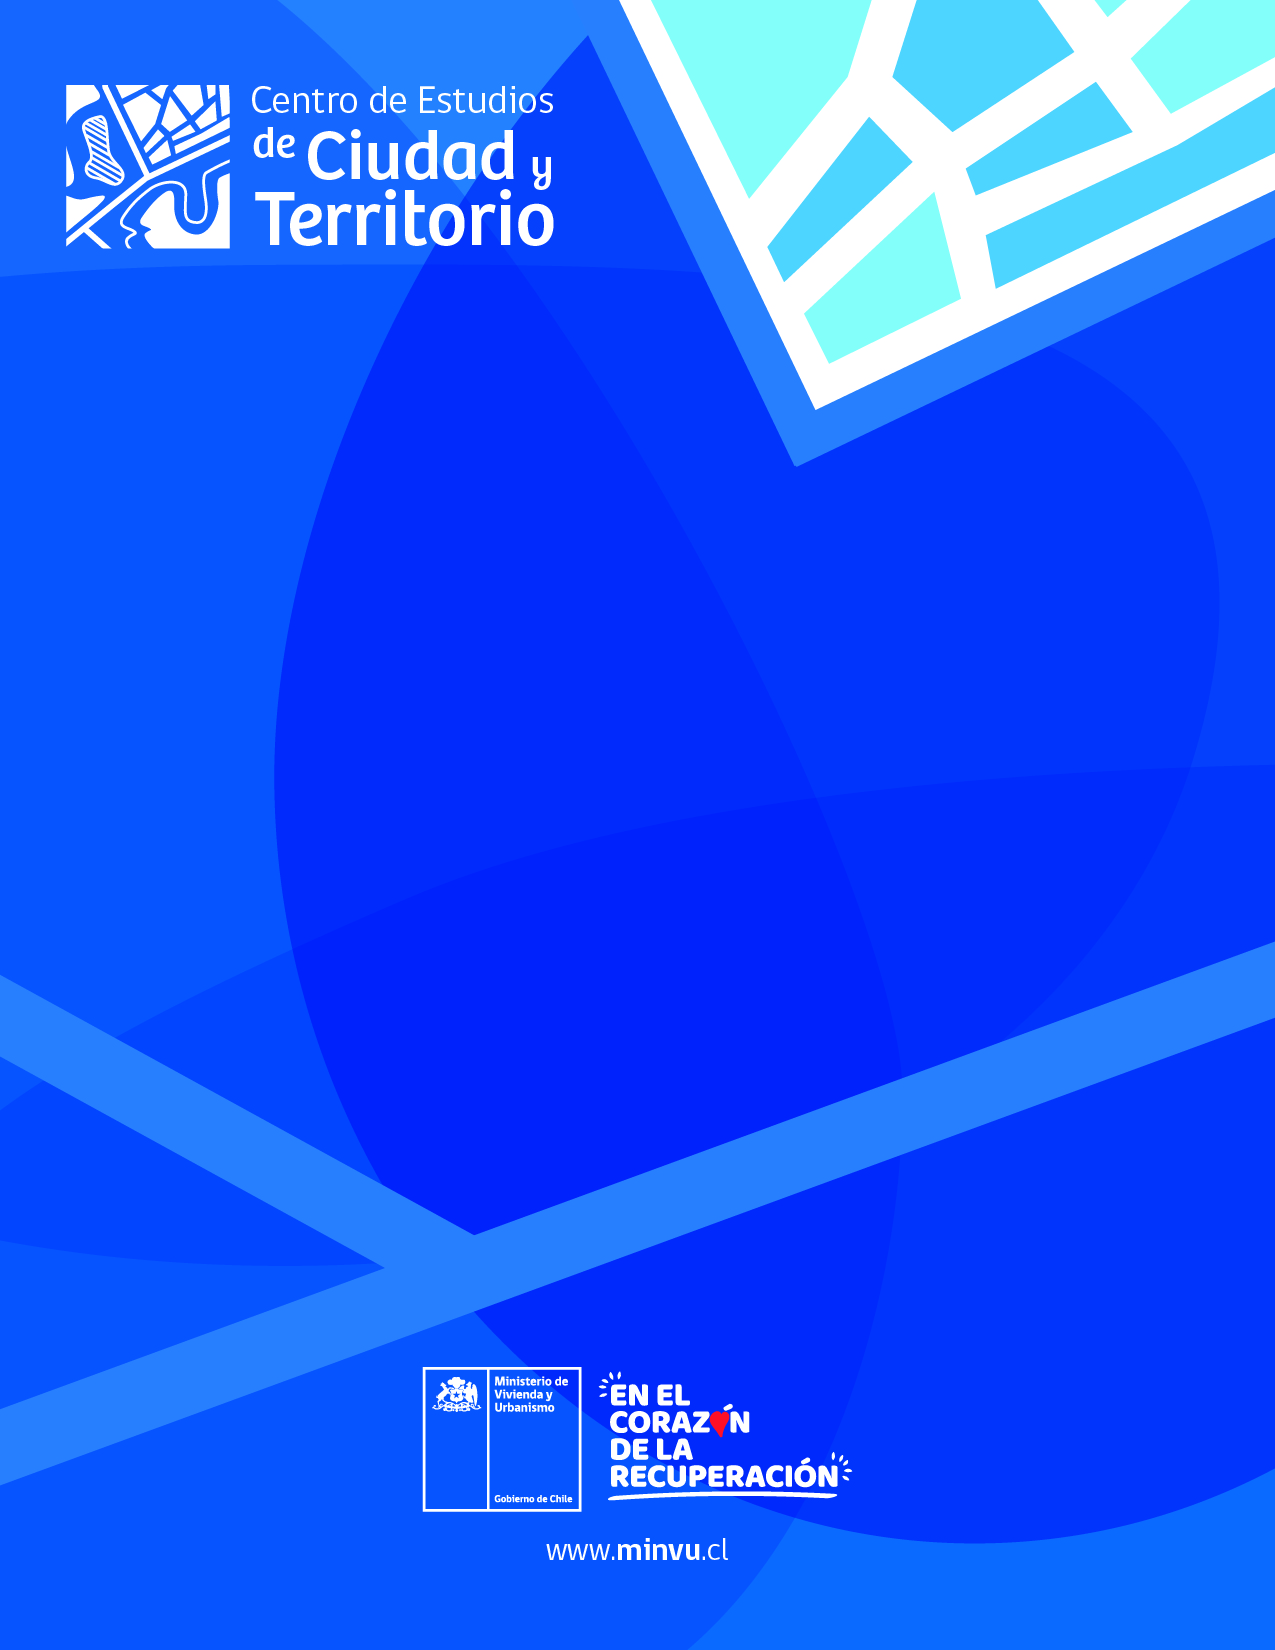 Centro de Estudios
de Ciudad y
Territorio
Ministerio de
Vivienda y
Urbanismo
Gobierno de Chile
EN EL
CORAZÓN
DE LA
RECUPERACIÓN
www.minvu.cl